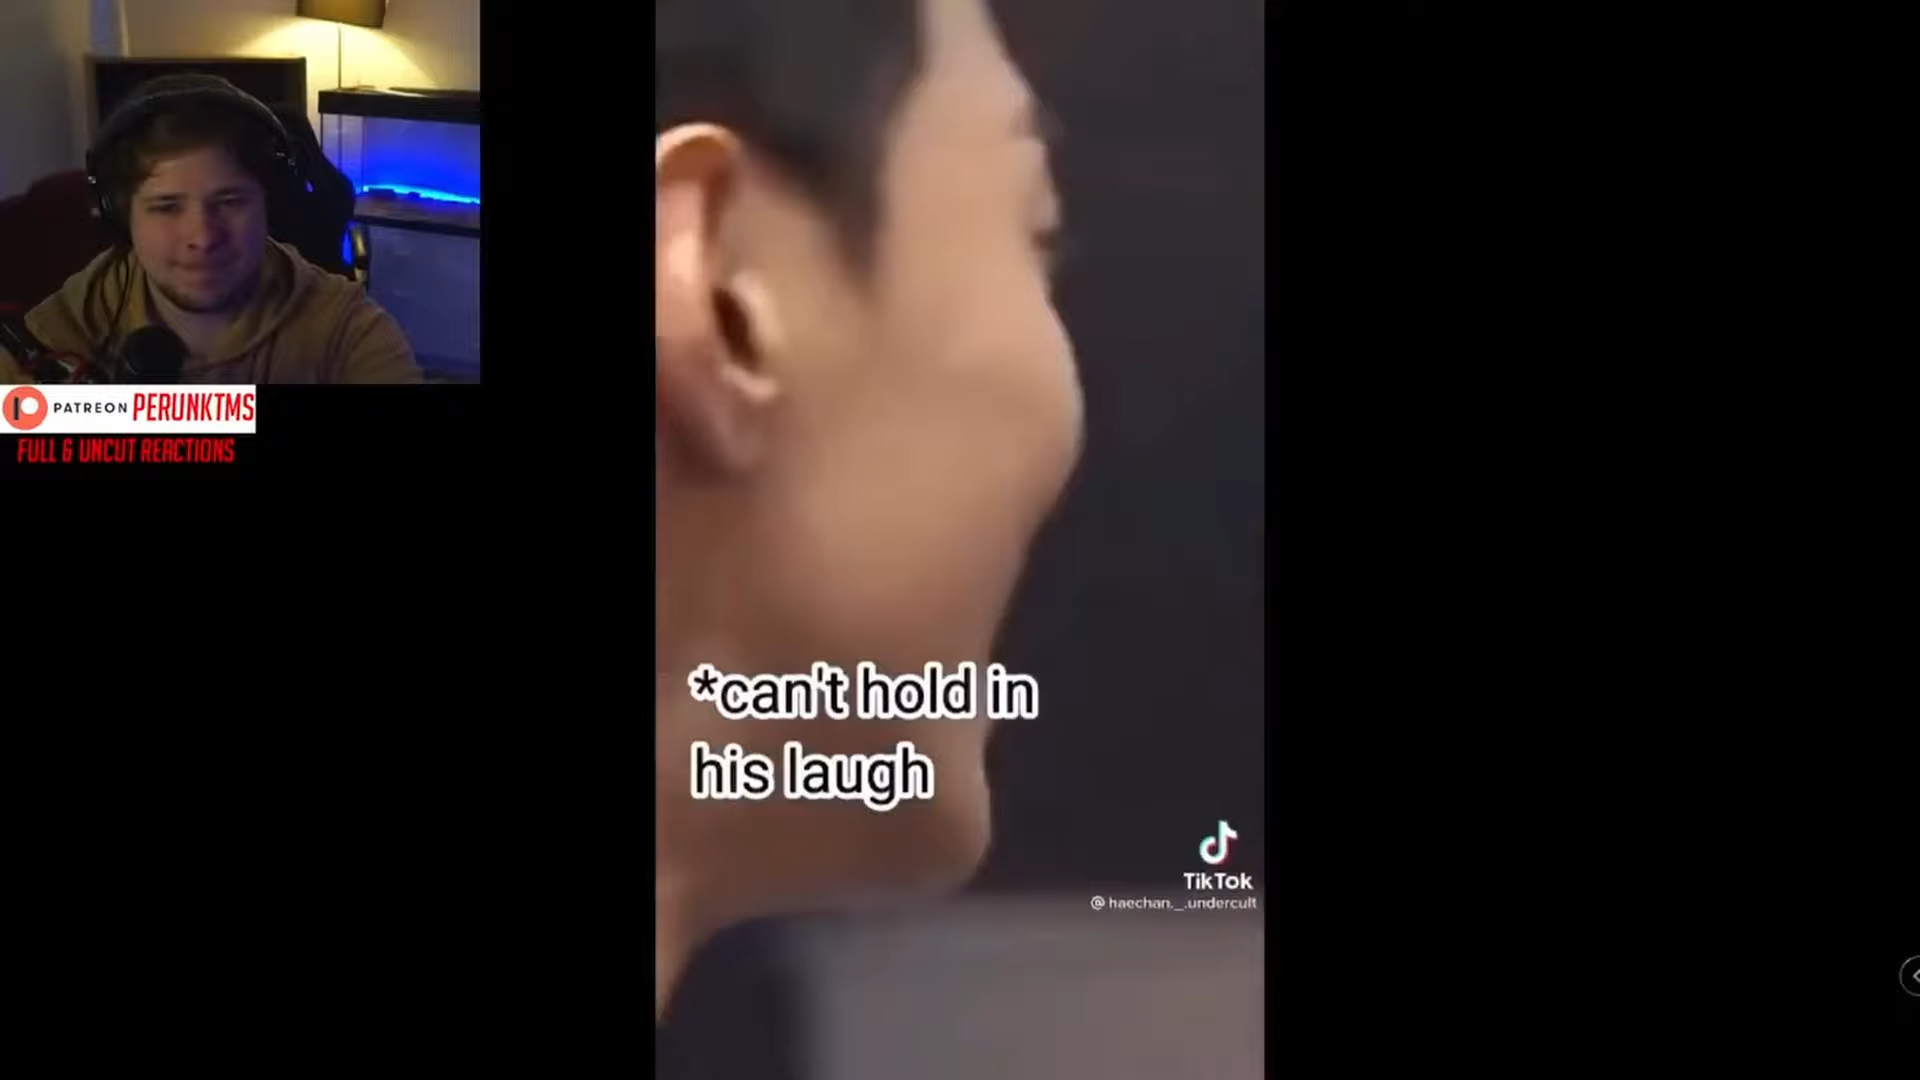 PATREON PERUNKTMS
FULL & UNCUT REACTIONS
*can't hold in
his laugh
TikTok
@haechan._.undercult